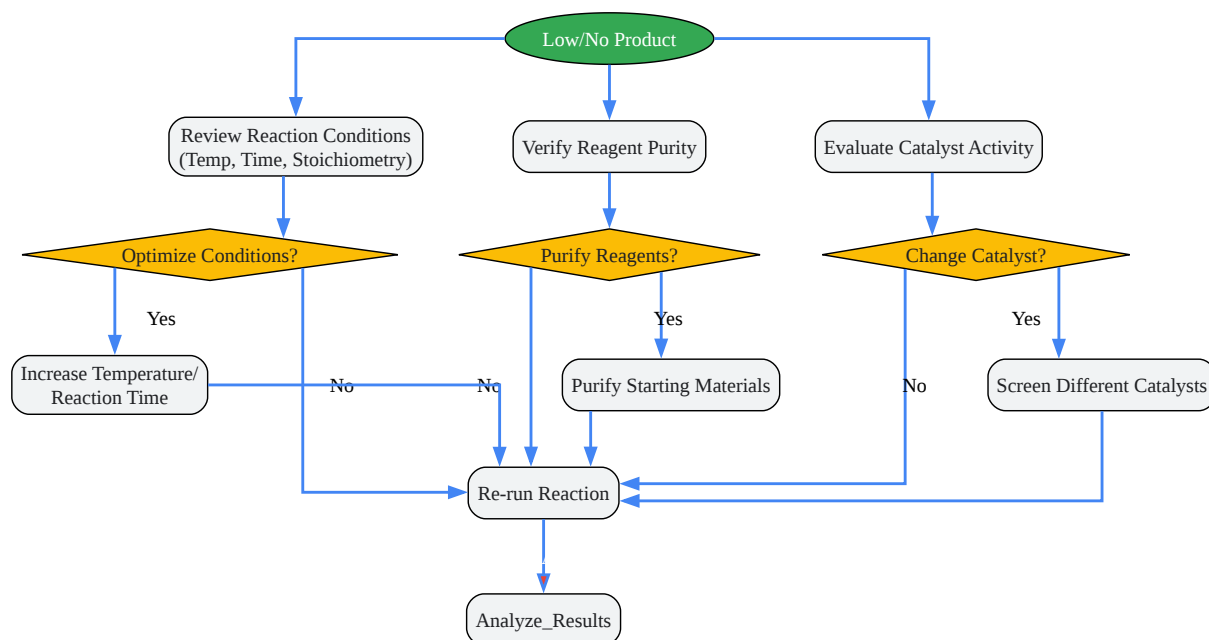 Low/No Product
Review Reaction Conditions
(Temp, Time, Stoichiometry)
Verify Reagent Purity
Evaluate Catalyst Activity
Optimize Conditions?
Purify Reagents?
Change Catalyst?
Yes
Yes
Yes
Increase Temperature/
Reaction Time
No
No
Purify Starting Materials
No
Screen Different Catalysts
Re-run Reaction
Analyze_Results